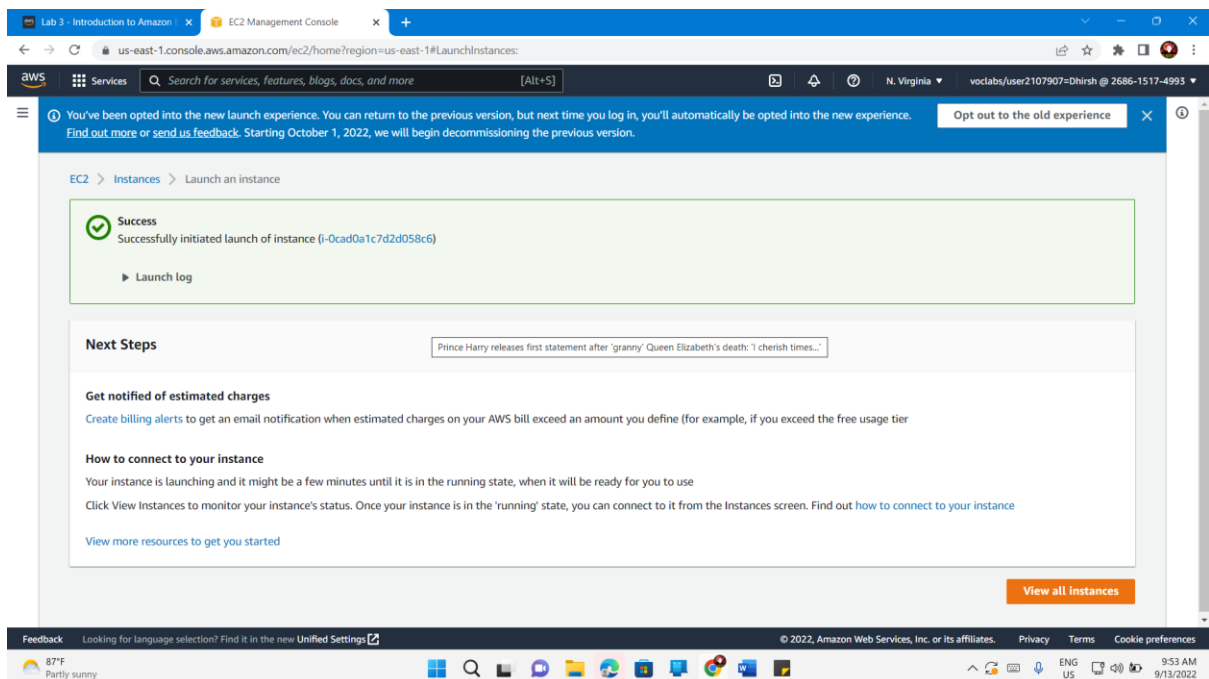 Lab 3 - Introduction to Amazon
EC2 Management Console
us-east-1.console.aws.amazon.com/ec2/home?region=us-east-1#LaunchInstances:
aws
Services
Search for services, features, blogs, docs, and more
[Alt+S]
N. Virginia
voclabs/user2107907=Dhirsh @ 2686-1517-4993
You've been opted into the new launch experience. You can return to the previous version, but next time you log in, you'll automatically be opted into the new experience.
Find out more or send us feedback. Starting October 1, 2022, we will begin decommissioning the previous version.
Opt out to the old experience
EC2 > Instances > Launch an instance
Success
Successfully initiated launch of instance (i-0cad0a1c7d2d058c6)
Launch log
Next Steps
Prince Harry releases first statement after 'granny' Queen Elizabeth's death: 'I cherish times...'
Get notified of estimated charges
Create billing alerts to get an email notification when estimated charges on your AWS bill exceed an amount you define (for example, if you exceed the free usage tier
How to connect to your instance
Your instance is launching and it might be a few minutes until it is in the running state, when it will be ready for you to use
Click View Instances to monitor your instance's status. Once your instance is in the 'running' state, you can connect to it from the Instances screen. Find out how to connect to your instance
View more resources to get you started
View all instances
Feedback
Looking for language selection? Find it in the new Unified Settings
© 2022, Amazon Web Services, Inc. or its affiliates.
Privacy
Terms
Cookie preferences
87°F
Partly sunny
ENG
US
9:53 AM
9/13/2022